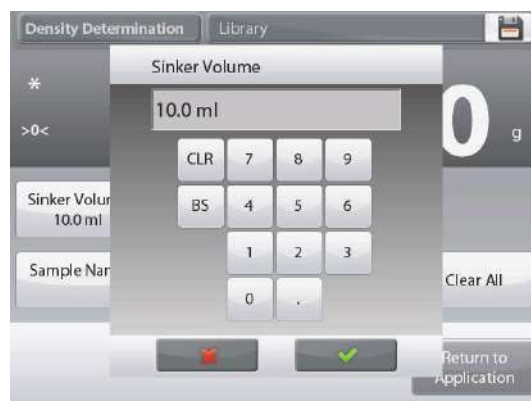 Density Determination Library
Sinker Volume
*
10.0 ml
>0<
0 g
CLR 7 8 9
Sinker Volum
10.0 ml
BS 4 5 6
1 2 3
Sample Nar
Clear All
0 .
Return to
Application